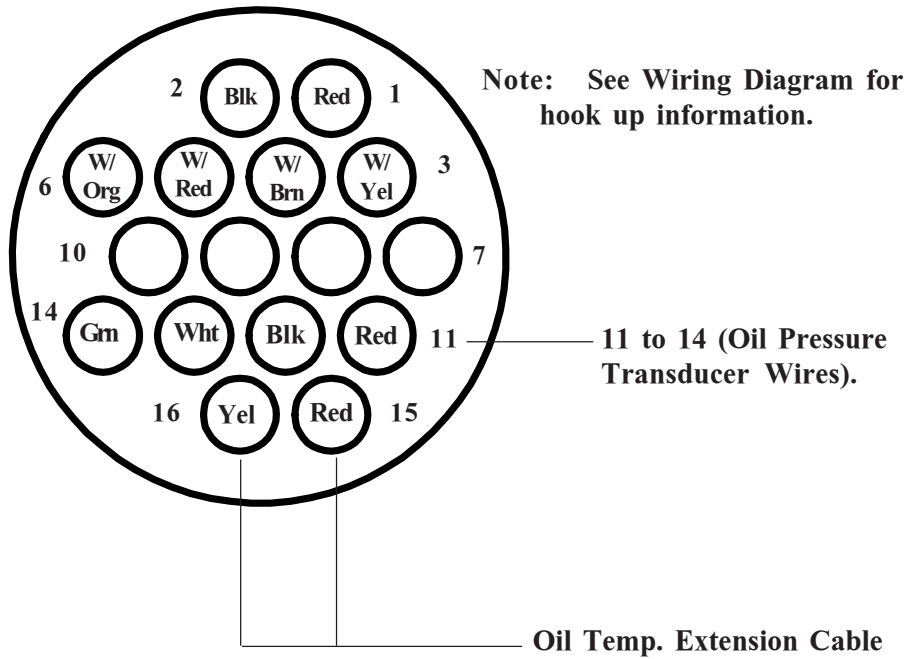 Note: See Wiring Diagram for
hook up information.
2 Blk Red 1
6 W/ Org W/ Red W/ Brn W/ Yel 3
10 7
14 Grn Wht Blk Red 11
11 to 14 (Oil Pressure
Transducer Wires).
16 Yel Red 15
Oil Temp. Extension Cable